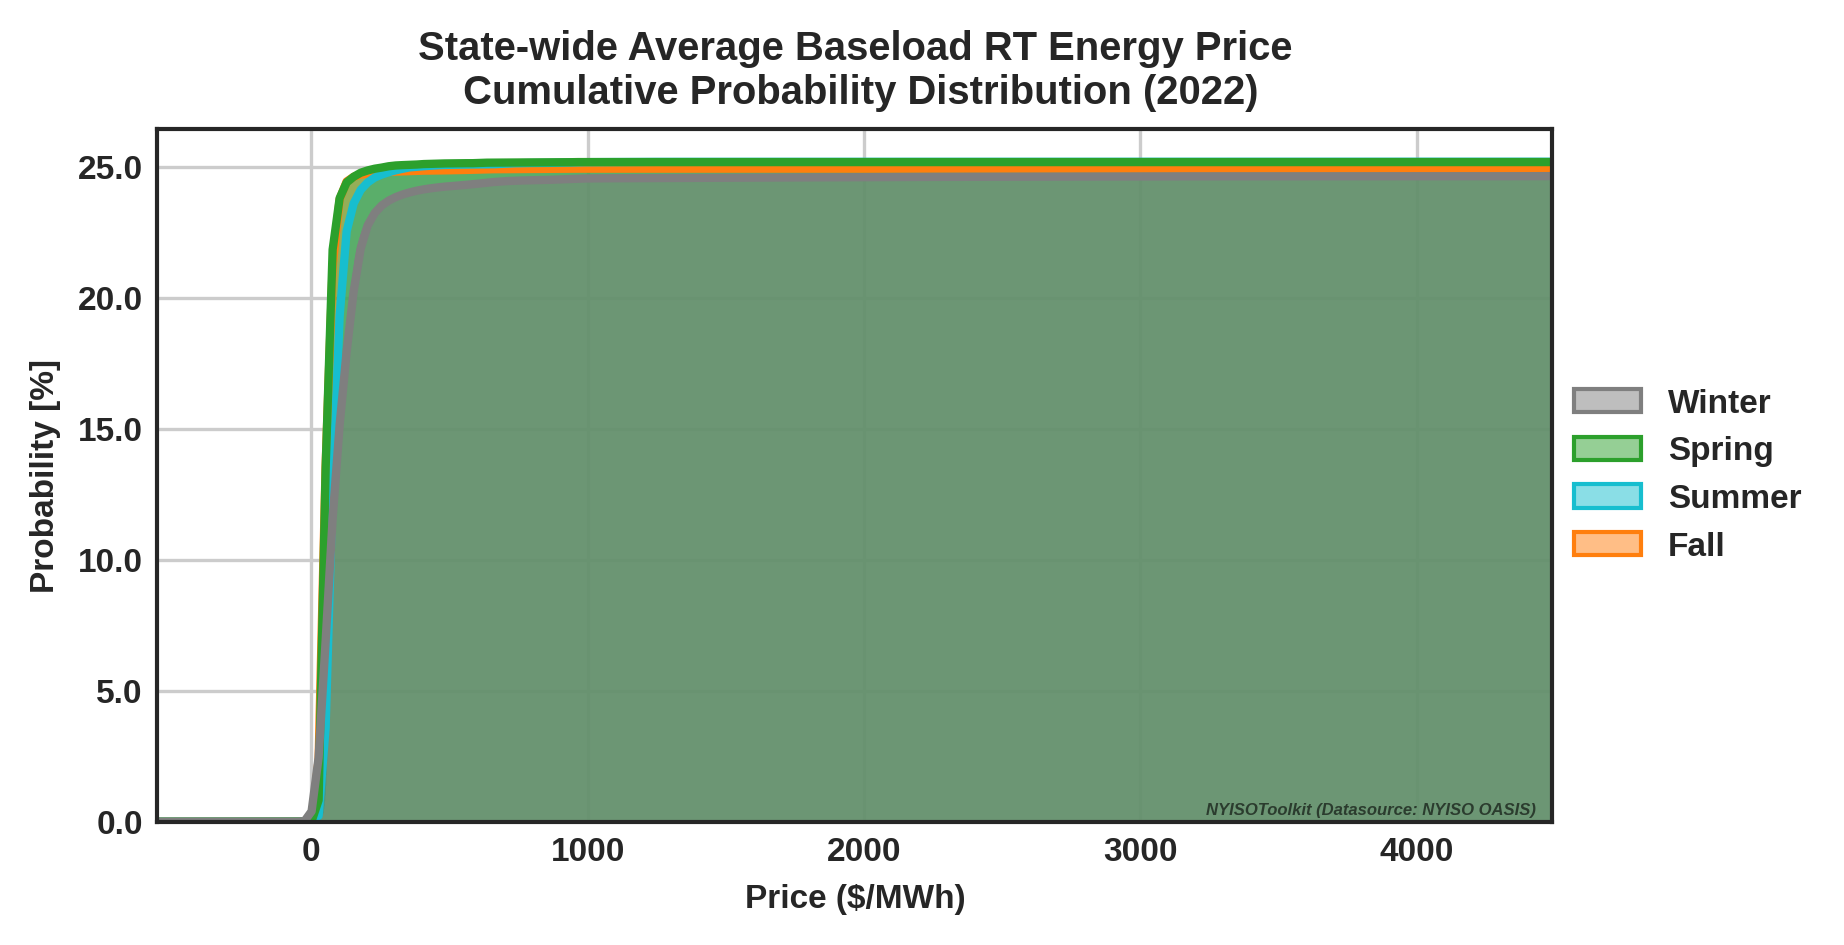 State-wide Average Baseload RT Energy Price
Cumulative Probability Distribution (2022)
25.0
20.0
15.0
10.0
5.0
0.0
Probability [%]
0 1000 2000 3000 4000
Price ($/MWh)
Winter
Spring
Summer
Fall
NYISOToolkit (Datasource: NYISO OASIS)